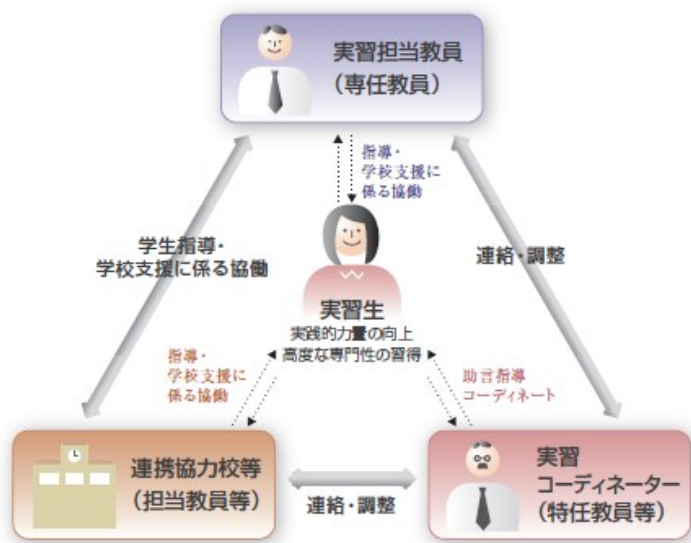 実習担当教員
(専任教員)
指導・
学校支援に
係る協働
学生指導・
学校支援に係る協働
連絡・調整
実習生
実践的力量の向上
高度な専門性の習得
指導・
学校支援に
係る協働
助言指導
コーディネート
連携協力校等
(担当教員等)
連絡・調整
実習
コーディネーター
(特任教員等)